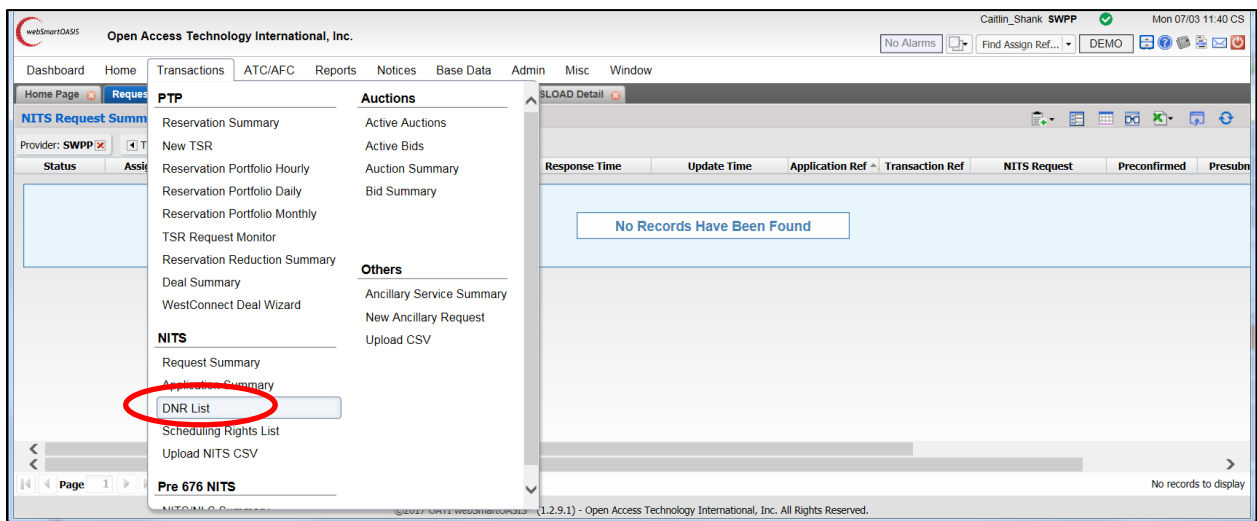 Caitlin_Shank SWPP Mon 07/03 11:40 CS
webSmartOASIS Open Access Technology International, Inc.
No Alarms Find Assign Ref... DEMO
Dashboard Home Transactions ATC/AFC Reports Notices Base Data Admin Misc Window
Home Page Reques SLOAD Detail
NITS Request Summ
Provider: SWPP T
Status Assig Response Time Update Time Application Ref Transaction Ref NITS Request Preconfirmed Presubm
No Records Have Been Found
PTP
Reservation Summary
New TSR
Reservation Portfolio Hourly
Reservation Portfolio Daily
Reservation Portfolio Monthly
TSR Request Monitor
Reservation Reduction Summary
Deal Summary
WestConnect Deal Wizard
NITS
Request Summary
Application Summary
DNR List
Scheduling Rights List
Upload NITS CSV
Pre 676 NITS
Auctions
Active Auctions
Active Bids
Auction Summary
Bid Summary
Others
Ancillary Service Summary
New Ancillary Request
Upload CSV
Page 1 No records to display
©2017 OATI webSmartOASIS (1.2.9.1) - Open Access Technology International, Inc. All Rights Reserved.